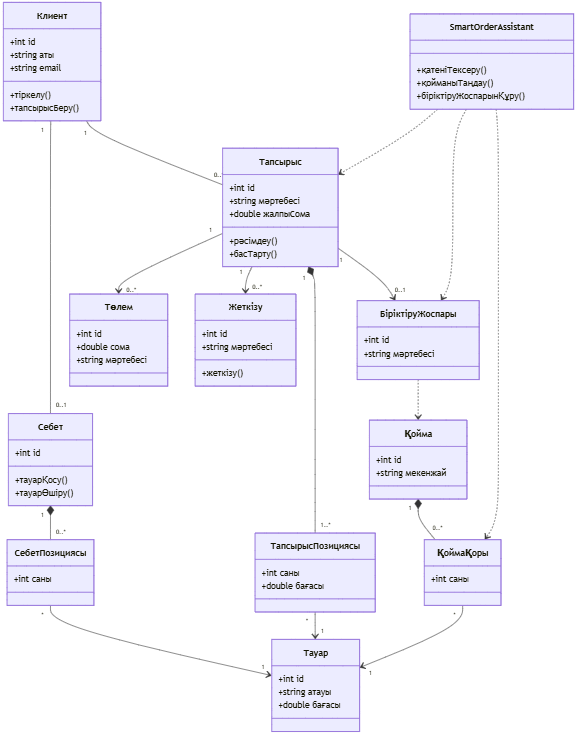 Клиент
+int id
+string аты
+string email
+тіркелу()
+тапсырысБеру()
SmartOrderAssistant
+қатеніТексеру()
+қойманыТаңдау()
+біріктіруЖоспарынҚұру()
1
1
0..*
Тапсырыс
+int id
+string мәртебесі
+double жалпыСома
+рәсімдеу()
+басТарту()
1
1
1
1
0..*
0..*
0..1
Төлем
+int id
+double сома
+string мәртебесі
Жеткізу
+int id
+string мәртебесі
+жеткізу()
БіріктіруЖоспары
+int id
+string мәртебесі
0..1
Себет
+int id
+тауарҚосу()
+тауарӨшіру()
Қойма
+int id
+string мекенжай
1
1
0..*
1..*
0..*
СебетПозициясы
+int саны
ТапсырысПозициясы
+int саны
+double бағасы
ҚоймаҚоры
+int саны
*
*
*
1
1
1
Тауар
+int id
+string атауы
+double бағасы